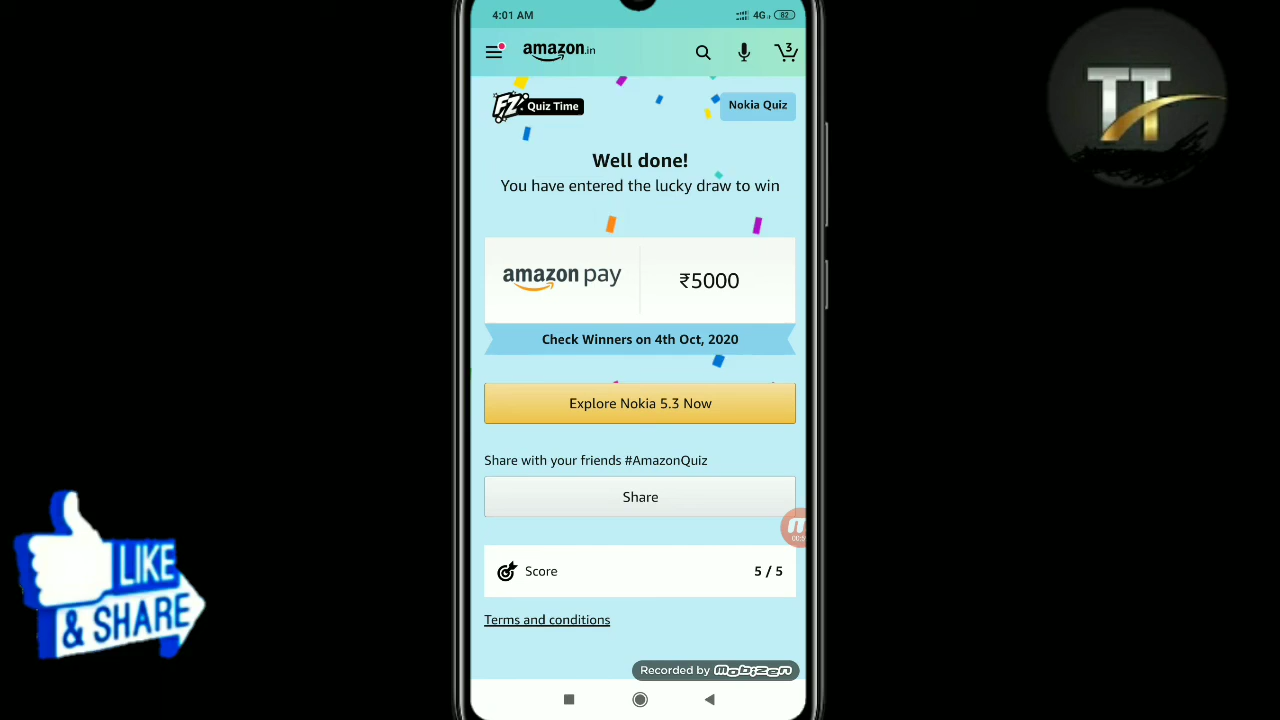 4:01 AM
4G
82
amazon.in
3
TT
FZ. Quiz Time
Nokia Quiz
Well done!
You have entered the lucky draw to win
amazon pay
₹5000
Check Winners on 4th Oct, 2020
Explore Nokia 5.3 Now
Share with your friends #AmazonQuiz
Share
LIKE
& SHARE
Score
5 / 5
Terms and conditions
Recorded by mobizen